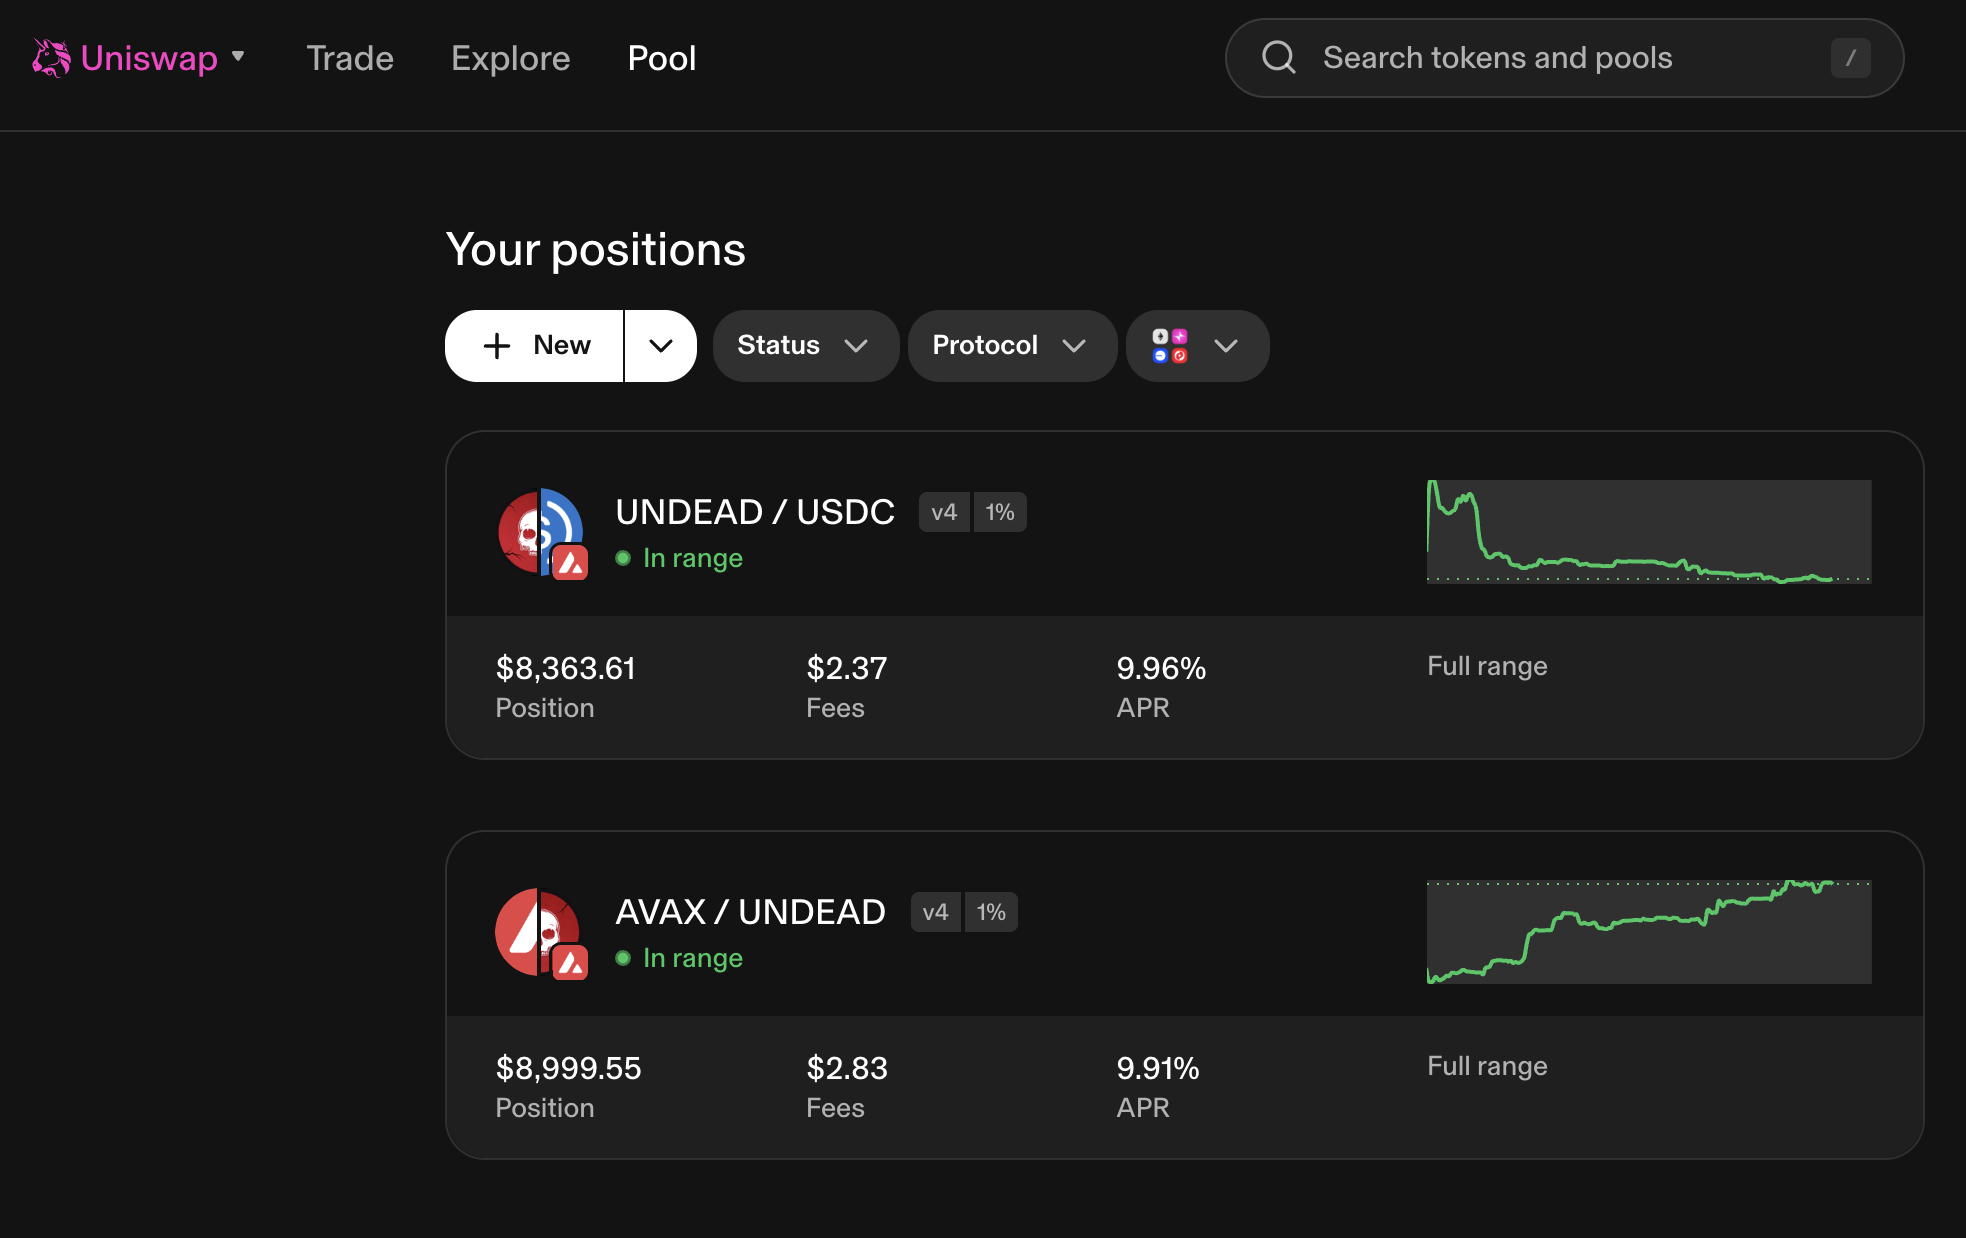 Uniswap Trade Explore Pool Search tokens and pools /
Your positions
New Status Protocol
UNDEAD / USDC v4 1%
In range
$8,363.61 $2.37 9.96% Full range
Position Fees APR
AVAX / UNDEAD v4 1%
In range
$8,999.55 $2.83 9.91% Full range
Position Fees APR